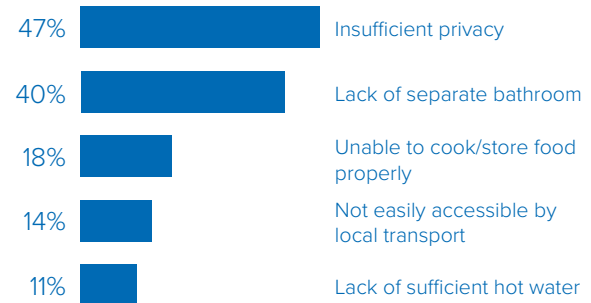 47% Insufficient privacy
40% Lack of separate bathroom
18% Unable to cook/store food
properly
14% Not easily accessible by
local transport
11% Lack of sufficient hot water